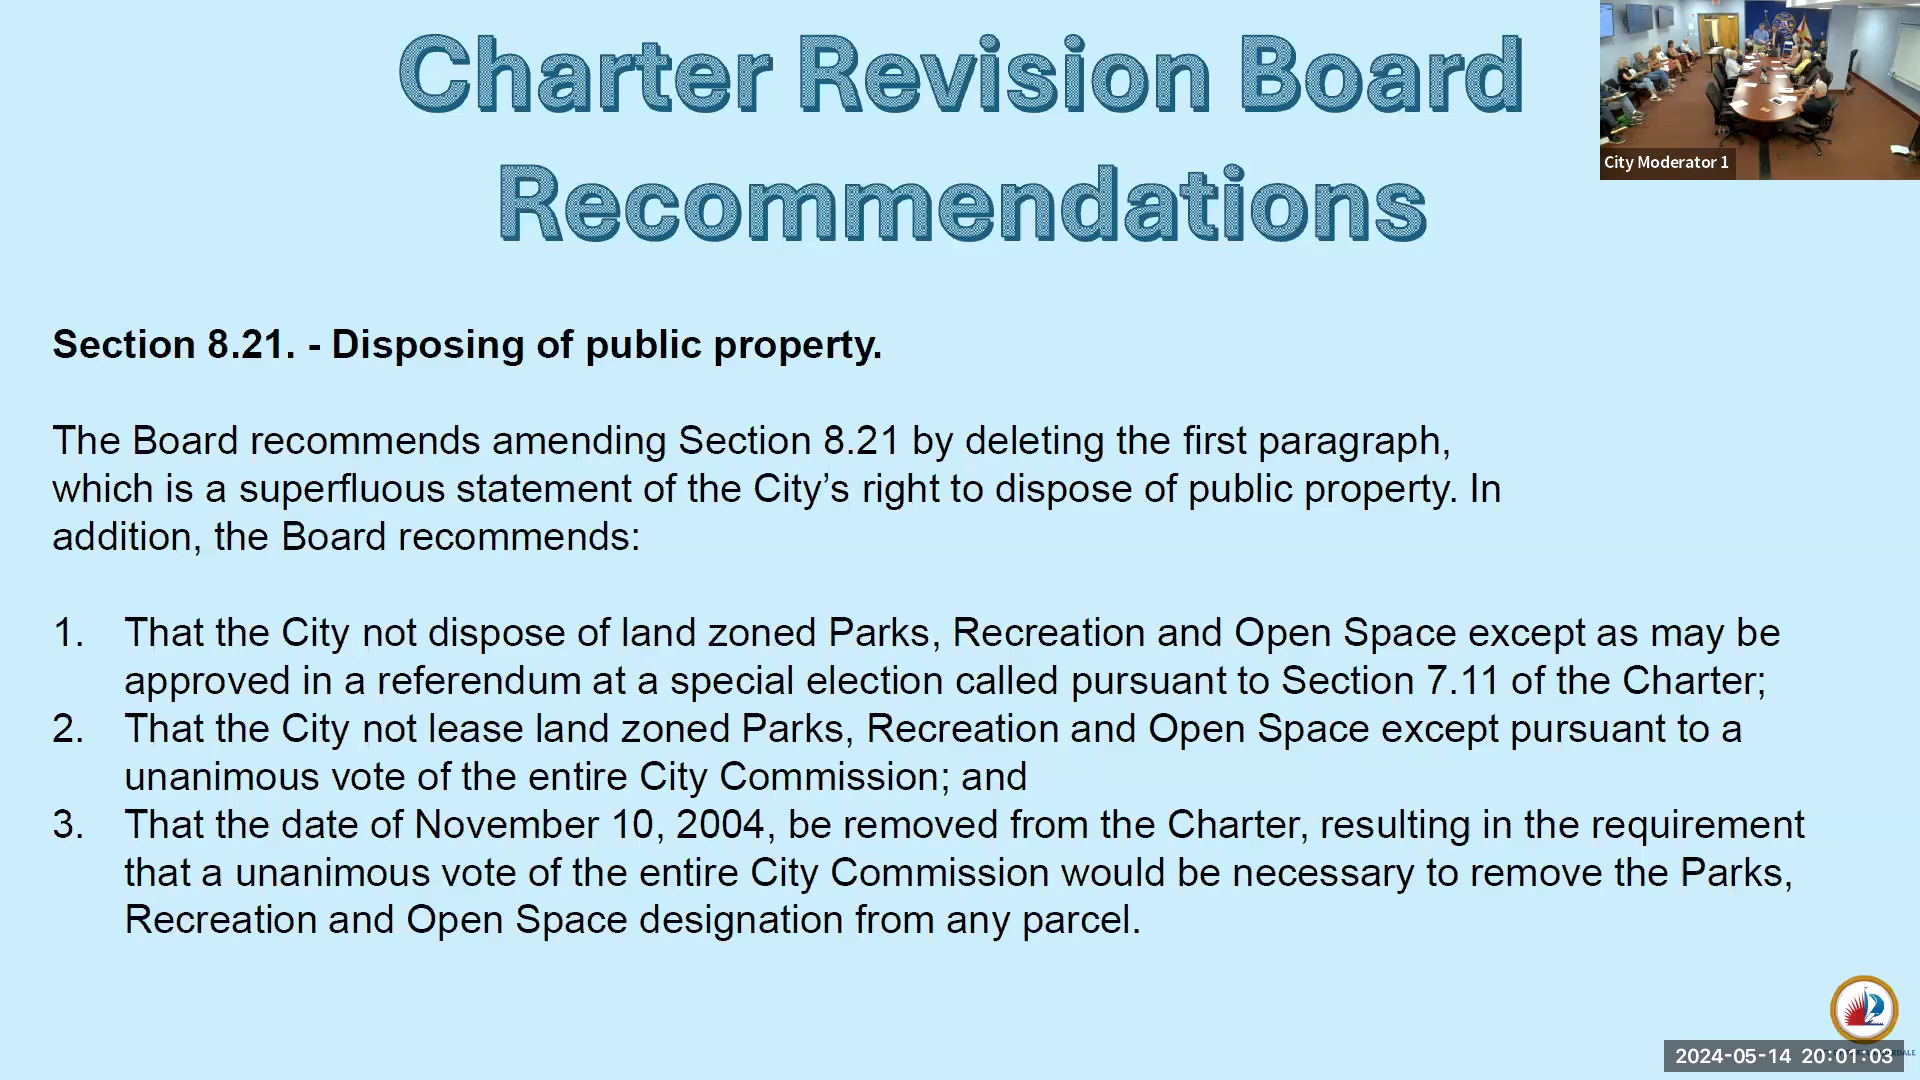 Charter Revision Board
Recommendations
City Moderator 1
Section 8.21. - Disposing of public property.
The Board recommends amending Section 8.21 by deleting the first paragraph,
which is a superfluous statement of the City’s right to dispose of public property. In
addition, the Board recommends:
1. That the City not dispose of land zoned Parks, Recreation and Open Space except as may be
approved in a referendum at a special election called pursuant to Section 7.11 of the Charter;
2. That the City not lease land zoned Parks, Recreation and Open Space except pursuant to a
unanimous vote of the entire City Commission; and
3. That the date of November 10, 2004, be removed from the Charter, resulting in the requirement
that a unanimous vote of the entire City Commission would be necessary to remove the Parks,
Recreation and Open Space designation from any parcel.
2024-05-14 20:01:03